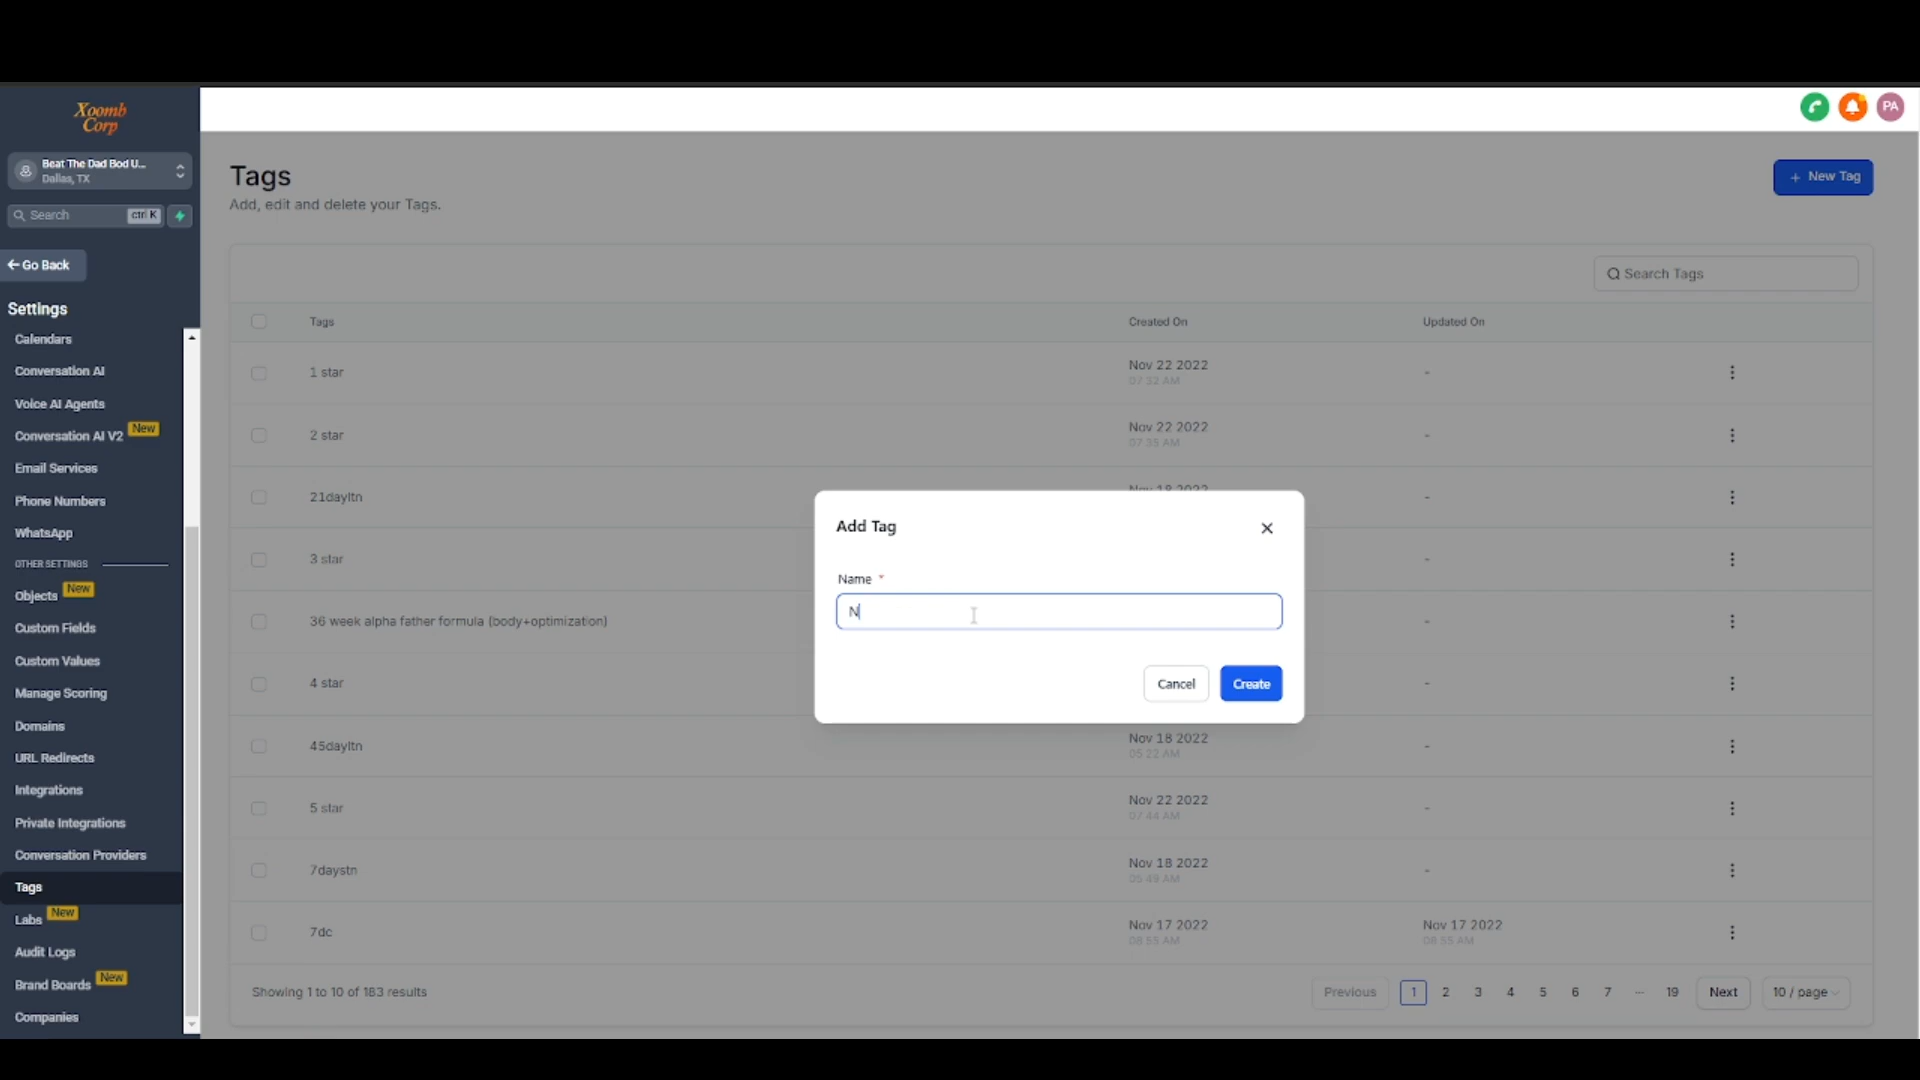 Xoomb
Corp
PA
Beat The Dad Bod U...
Dallas, TX
Search
ctrl K
Go Back
Settings
Calendars
Conversation AI
Voice AI Agents
Conversation AI V2 New
Email Services
Phone Numbers
WhatsApp
OTHER SETTINGS
Objects New
Custom Fields
Custom Values
Manage Scoring
Domains
URL Redirects
Integrations
Private Integrations
Conversation Providers
Tags
Labs New
Audit Logs
Brand Boards New
Companies
Tags
Add, edit and delete your Tags.
+ New Tag
Search Tags
Tags Created On Updated On
1 star Nov 22 2022 -
07 32 AM
2 star Nov 22 2022 -
07 35 AM
21dayltn Nov 18 2022 -
3 star -
36 week alpha father formula (body+optimization) -
4 star -
45dayltn Nov 18 2022 -
05 22 AM
5 star Nov 22 2022 -
07 44 AM
7daystn Nov 18 2022 -
05 49 AM
7dc Nov 17 2022 Nov 17 2022
08 55 AM 08 55 AM
Add Tag
Name *
N
Cancel Create
Showing 1 to 10 of 183 results
Previous 1 2 3 4 5 6 7 ... 19 Next 10 / page